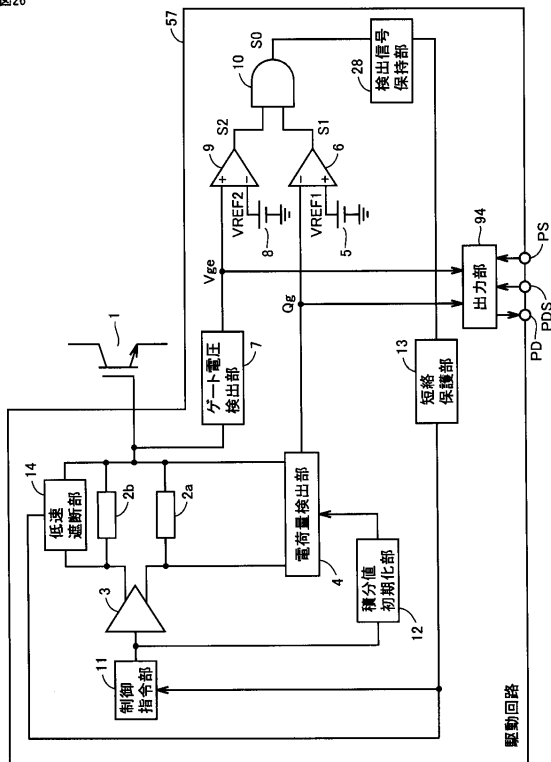 図26
57
1
14
低速
遮断部
2b
2a
3
11
制御
指令部
12
積分値
初期化部
4
電荷量検出部
7
ゲート電圧
検出部
Vge
Qg
9
+
-
S2
VREF2
8
6
-
+
S1
VREF1
5
10
S0
28
検出信号
保持部
13
短絡
保護部
94
出力部
PD
PDS
PS
駆動回路